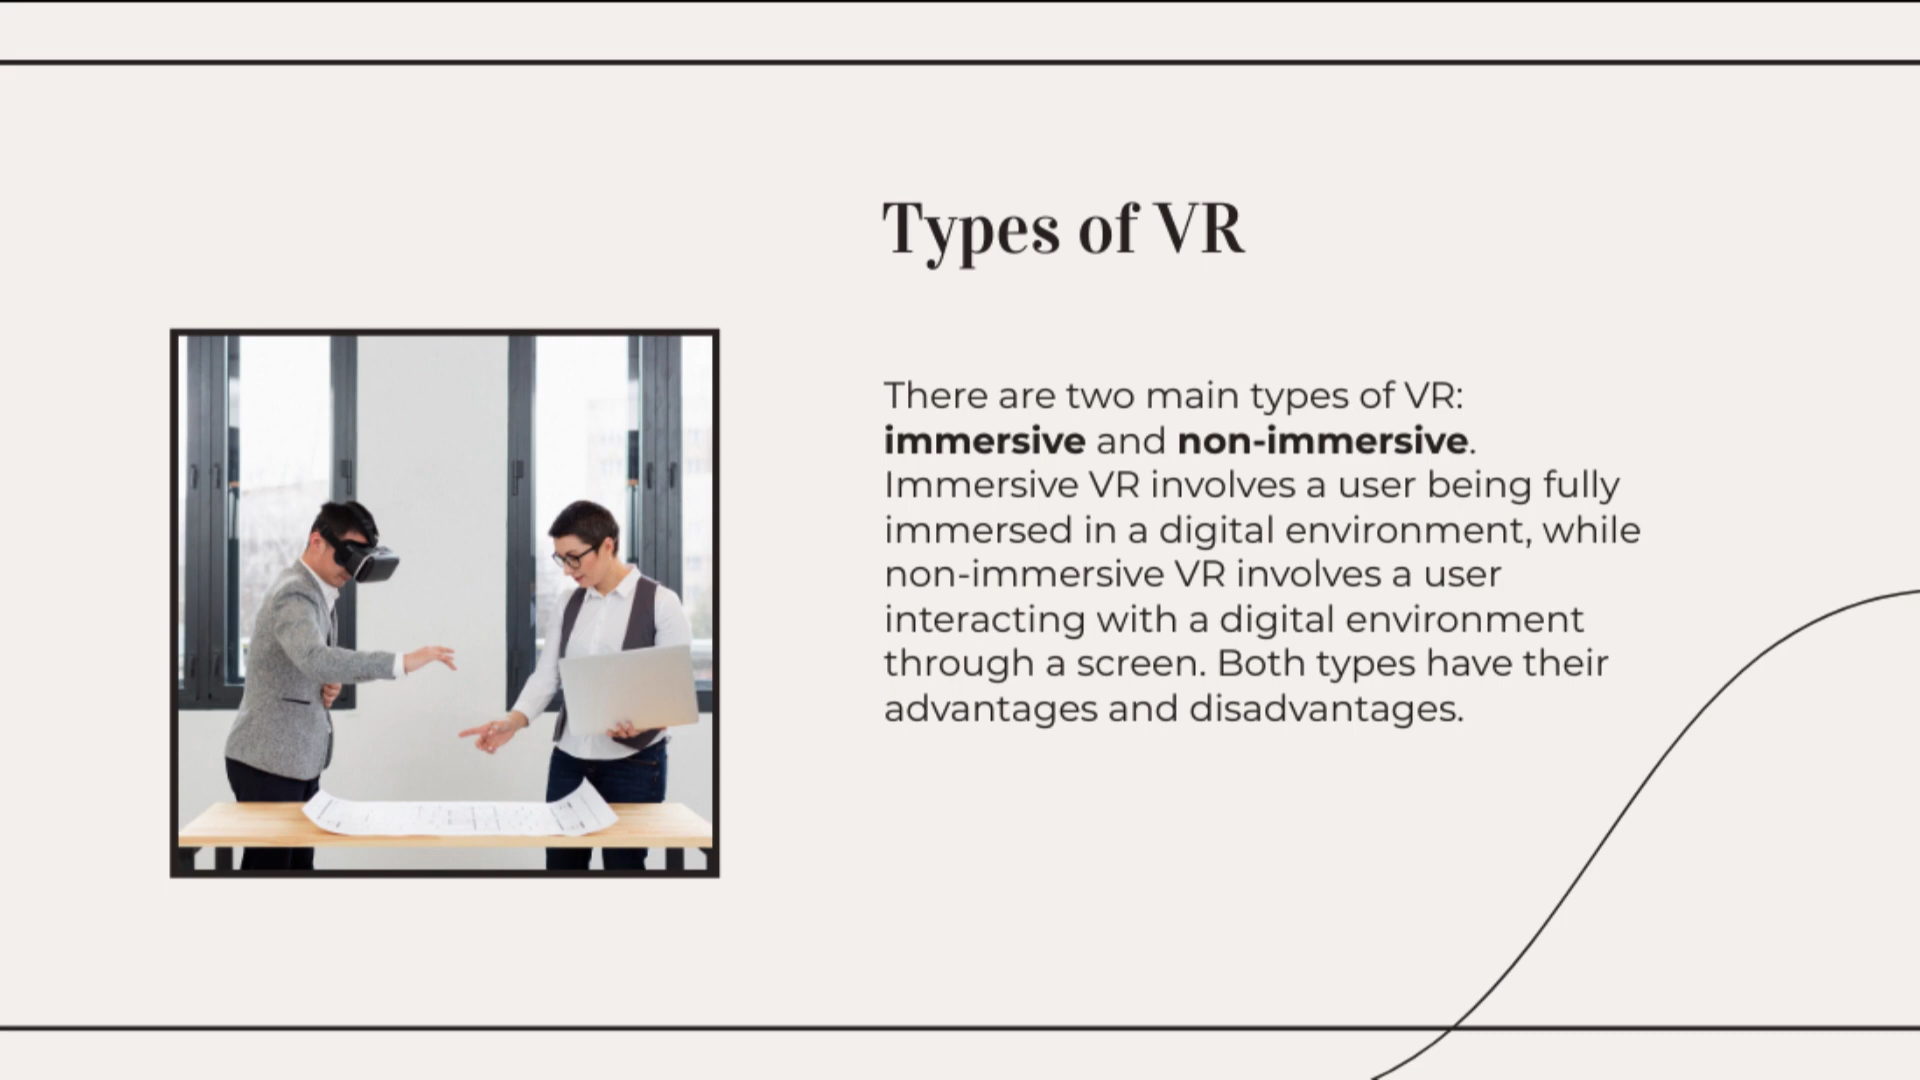 Types of VR
There are two main types of VR:
immersive and non-immersive.
Immersive VR involves a user being fully
immersed in a digital environment, while
non-immersive VR involves a user
interacting with a digital environment
through a screen. Both types have their
advantages and disadvantages.